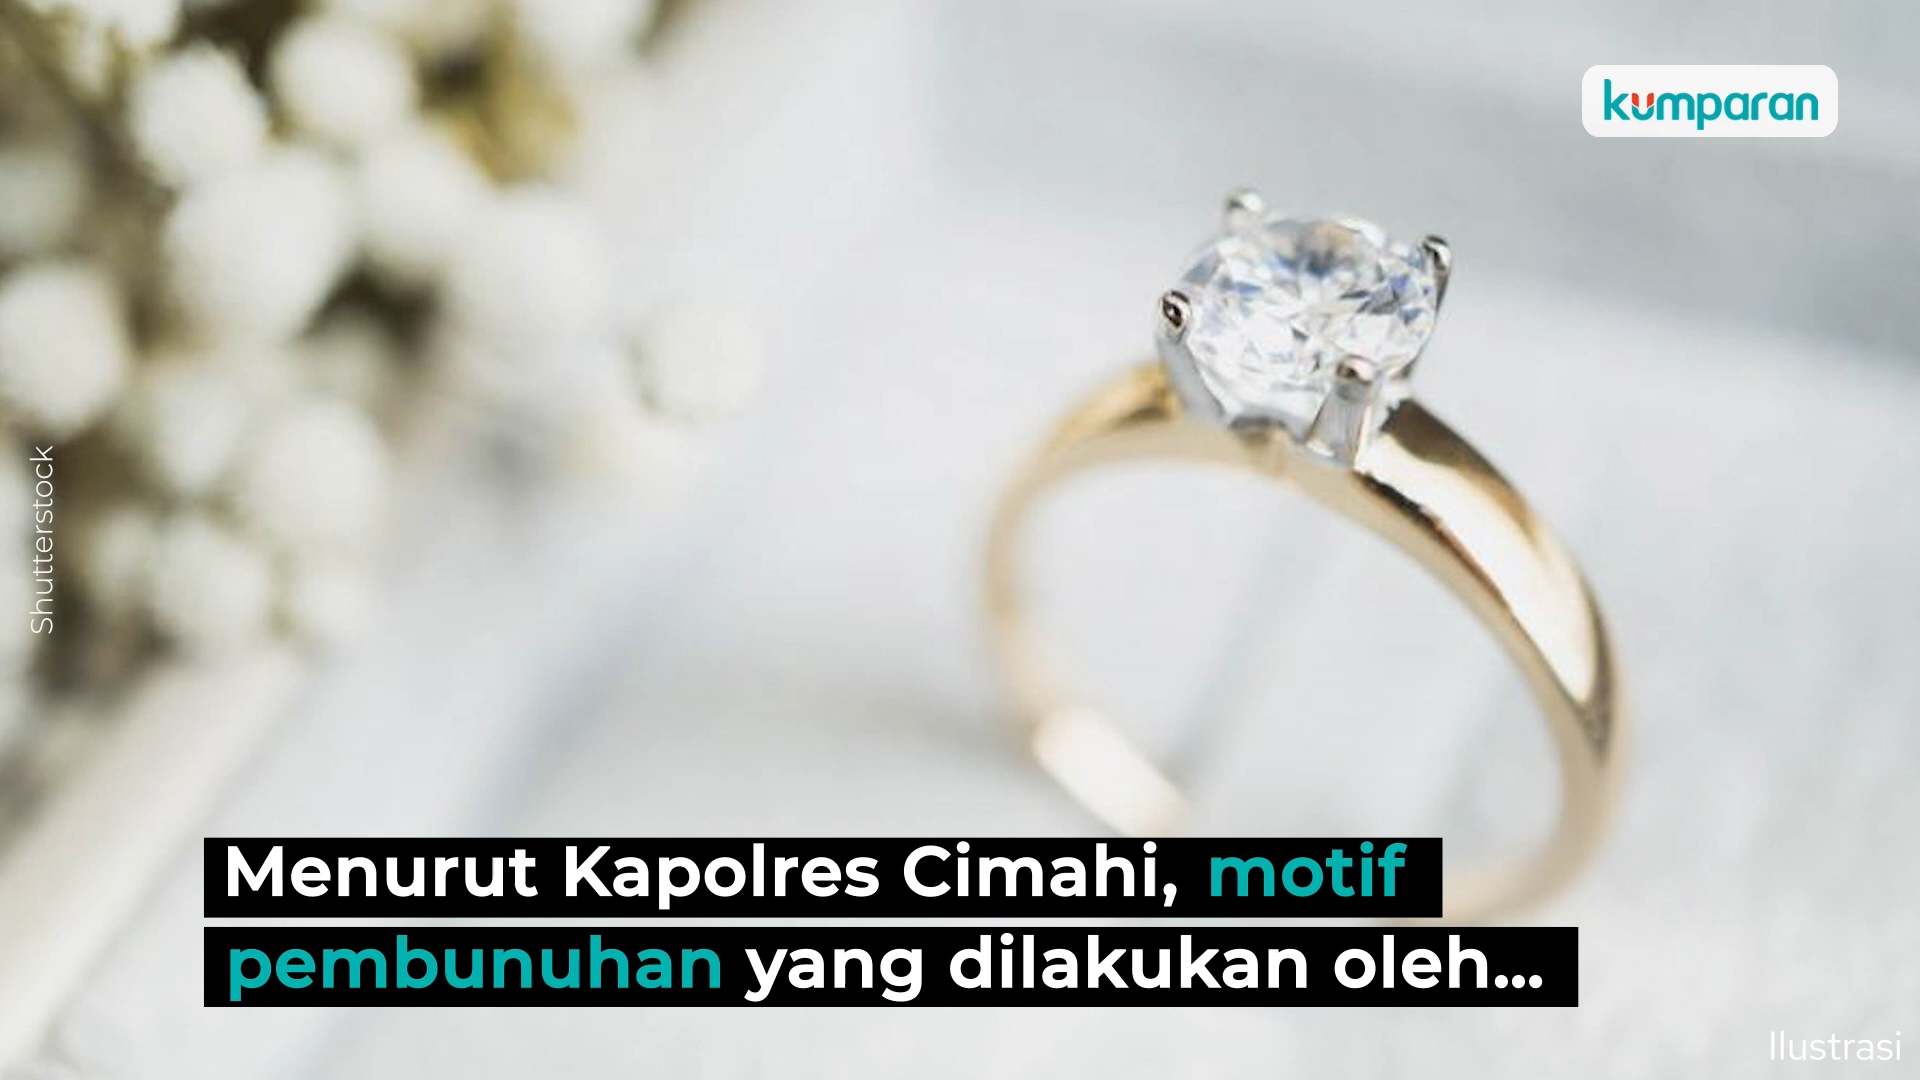 kumparan
Shutterstock
Menurut Kapolres Cimahi, motif
pembunuhan yang dilakukan oleh...
Ilustrasi